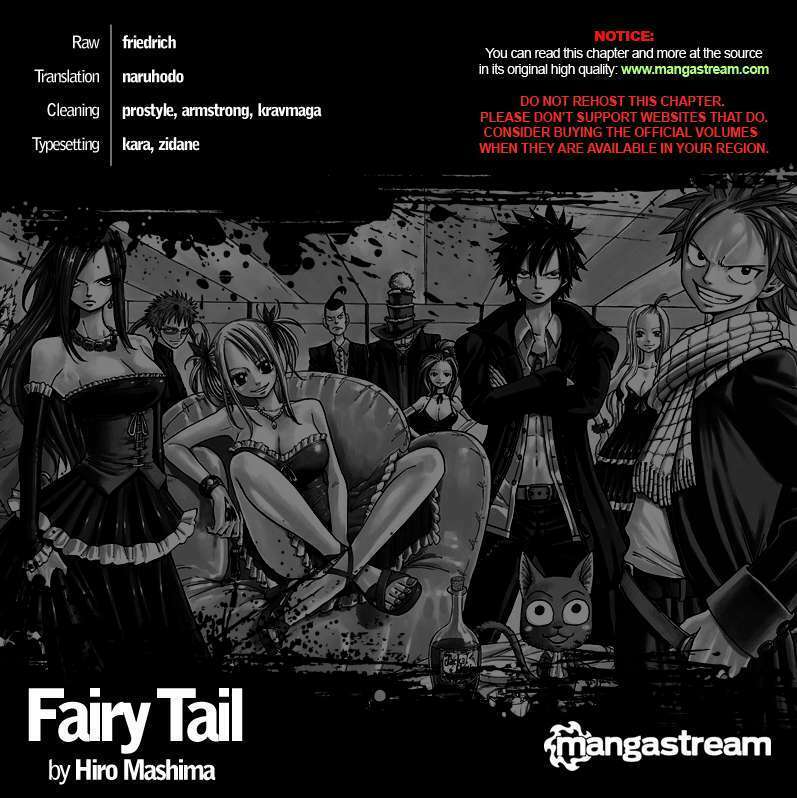 Raw friedrich
Translation naruhodo
Cleaning prostyle, armstrong, kravmaga
Typesetting kara, zidane
NOTICE:
You can read this chapter and more at the source
in its original high quality: www.mangastream.com
DO NOT REHOST THIS CHAPTER.
PLEASE DON'T SUPPORT WEBSITES THAT DO.
CONSIDER BUYING THE OFFICIAL VOLUMES
WHEN THEY ARE AVAILABLE IN YOUR REGION.
Fairy Tail
by Hiro Mashima
mangastream